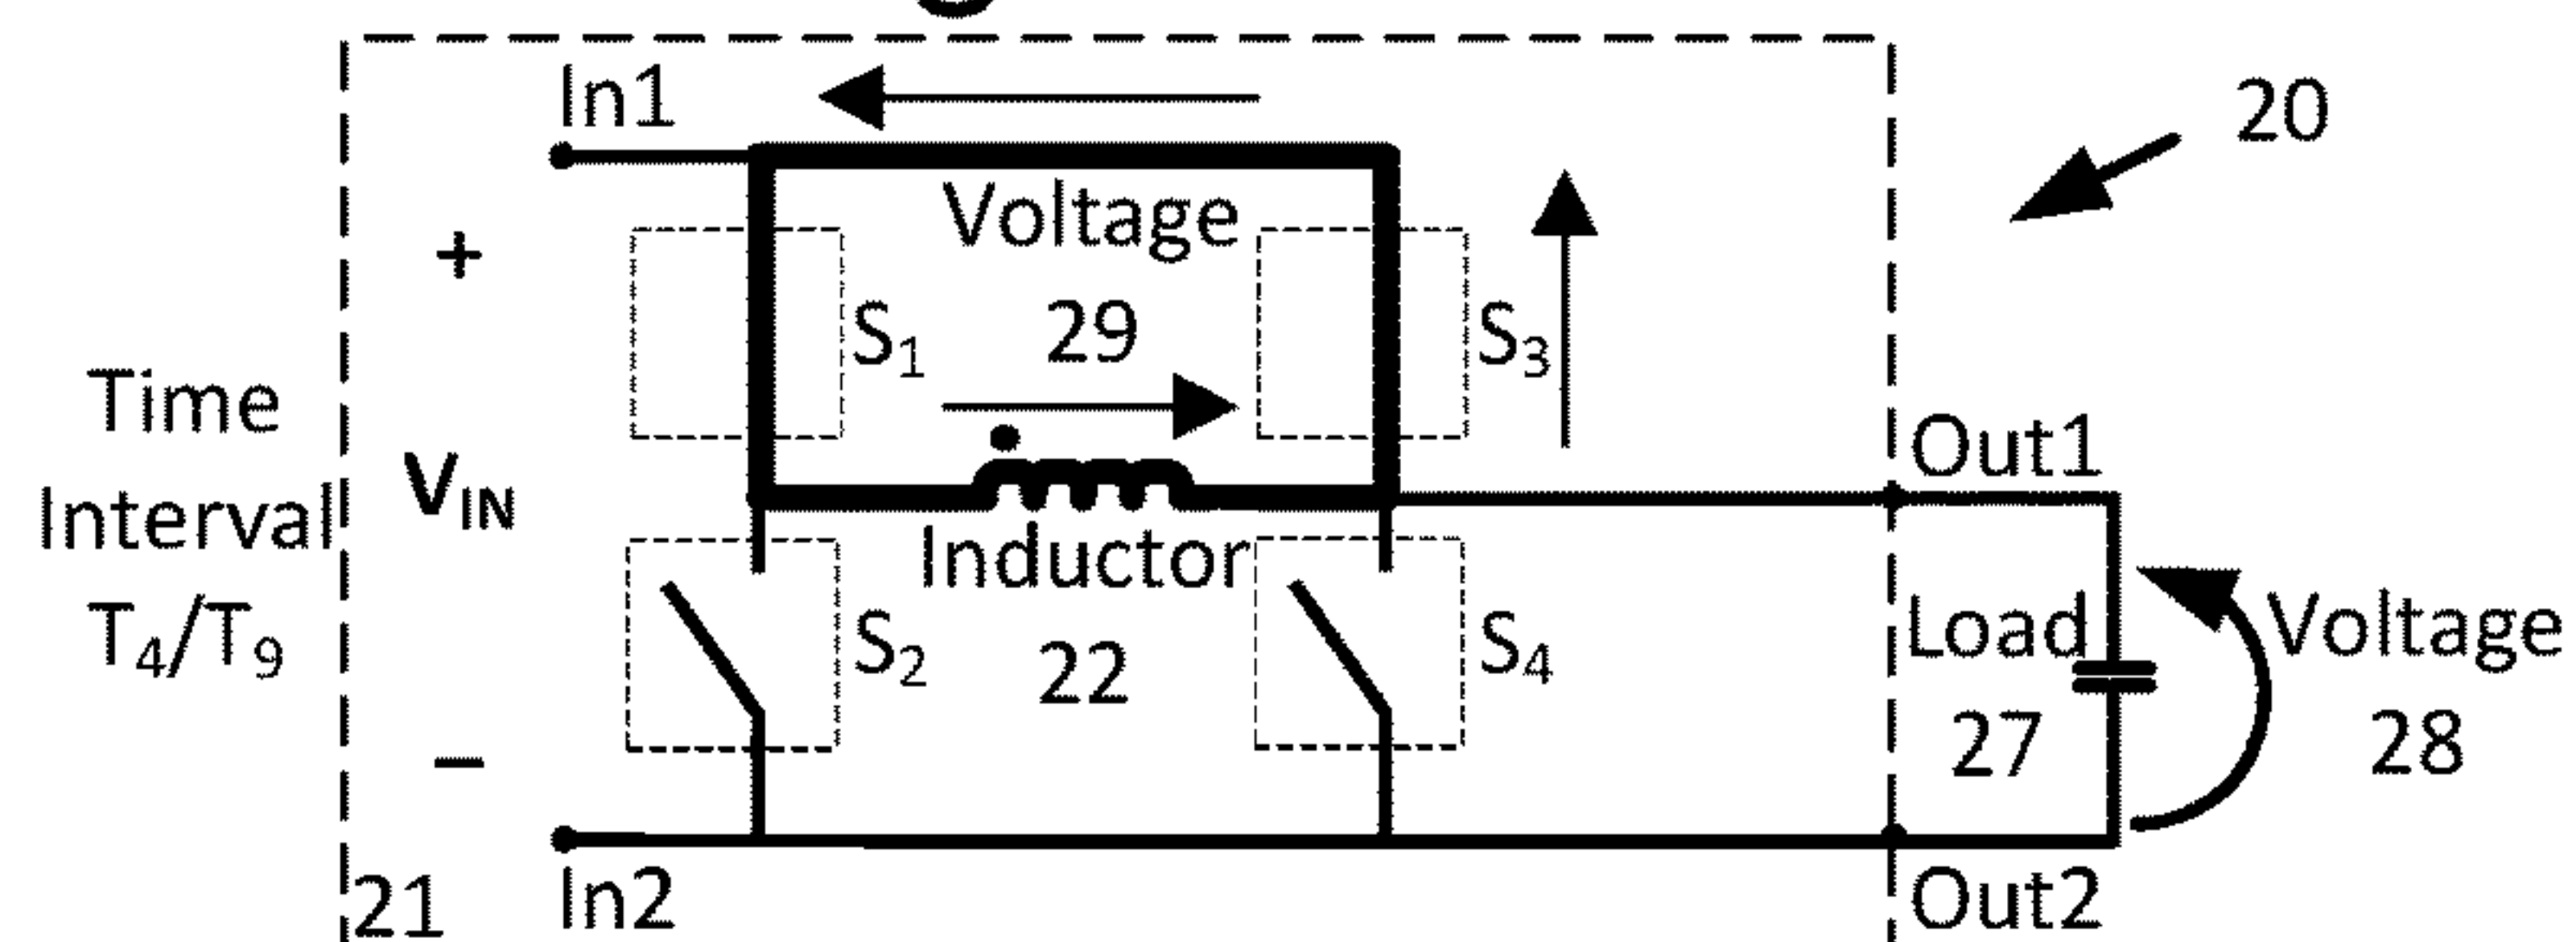 In1
20
+
Voltage
29
S1
S3
Time
Interval
T4/T9
VIN
Out1
Inductor
22
S2
S4
Load
27
Voltage
28
−
21
In2
Out2